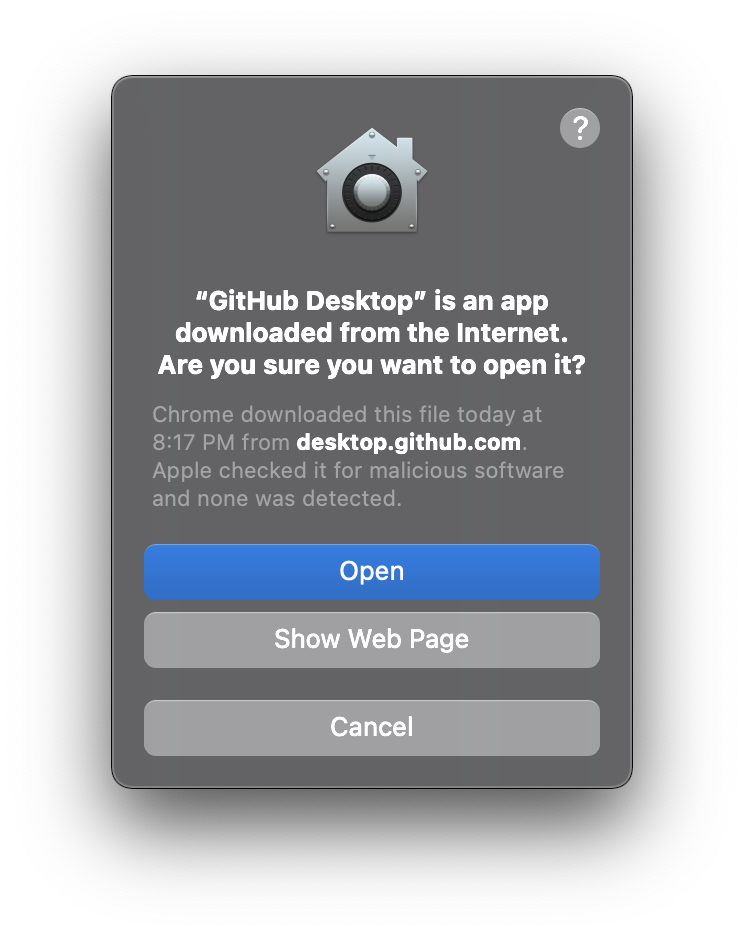 ?
“GitHub Desktop” is an app
downloaded from the Internet.
Are you sure you want to open it?
Chrome downloaded this file today at
8:17 PM from desktop.github.com.
Apple checked it for malicious software
and none was detected.
Open
Show Web Page
Cancel